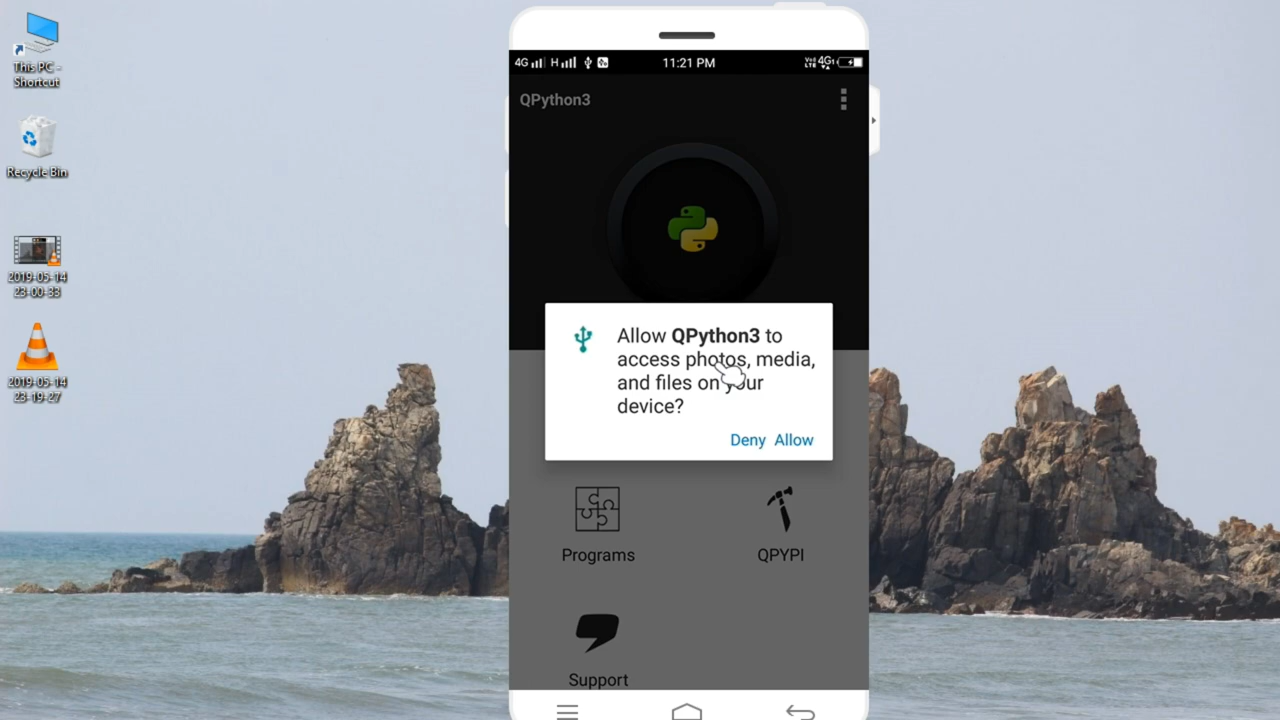 This PC -
Shortcut
Recycle Bin
2019-05-14
23-00-33
2019-05-14
23-19-27
4G H 11:21 PM VoLTE 4G
QPython3
Allow QPython3 to
access photos, media,
and files on your
device?
Deny Allow
Programs QPYPI
Support